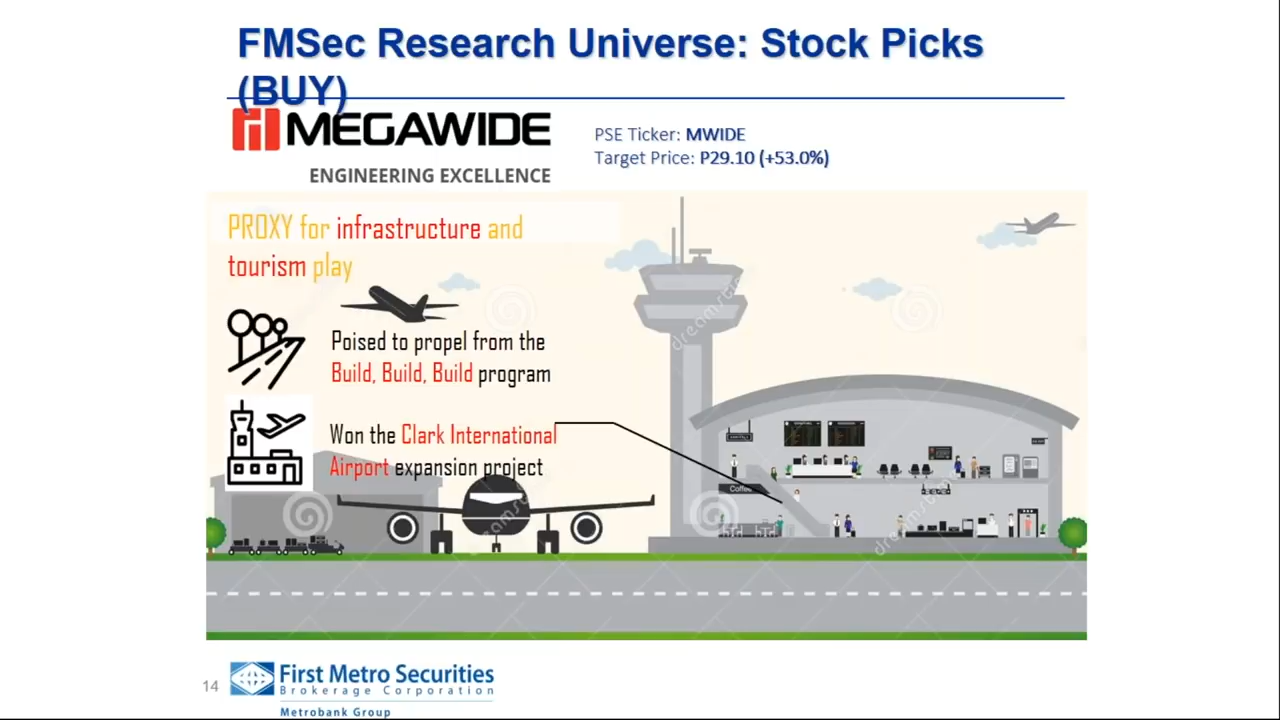 FMSec Research Universe: Stock Picks
(BUY)
MEGAWIDE
ENGINEERING EXCELLENCE
PSE Ticker: MWIDE
Target Price: P29.10 (+53.0%)
PROXY for infrastructure and
tourism play
Poised to propel from the
Build, Build, Build program
Won the Clark International
Airport expansion project
Coffee
dreamstime
14
First Metro Securities
Brokerage Corporation
Metrobank Group